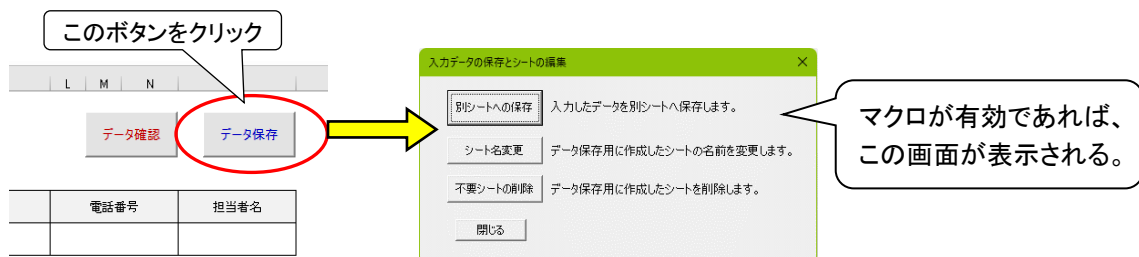 このボタンをクリック
L M N
データ確認
データ保存
電話番号
担当者名
入力データの保存とシートの編集
別シートへの保存 入力したデータを別シートへ保存します。
シート名変更 データ保存用に作成したシートの名前を変更します。
不要シートの削除 データ保存用に作成したシートを削除します。
閉じる
マクロが有効であれば、
この画面が表示される。